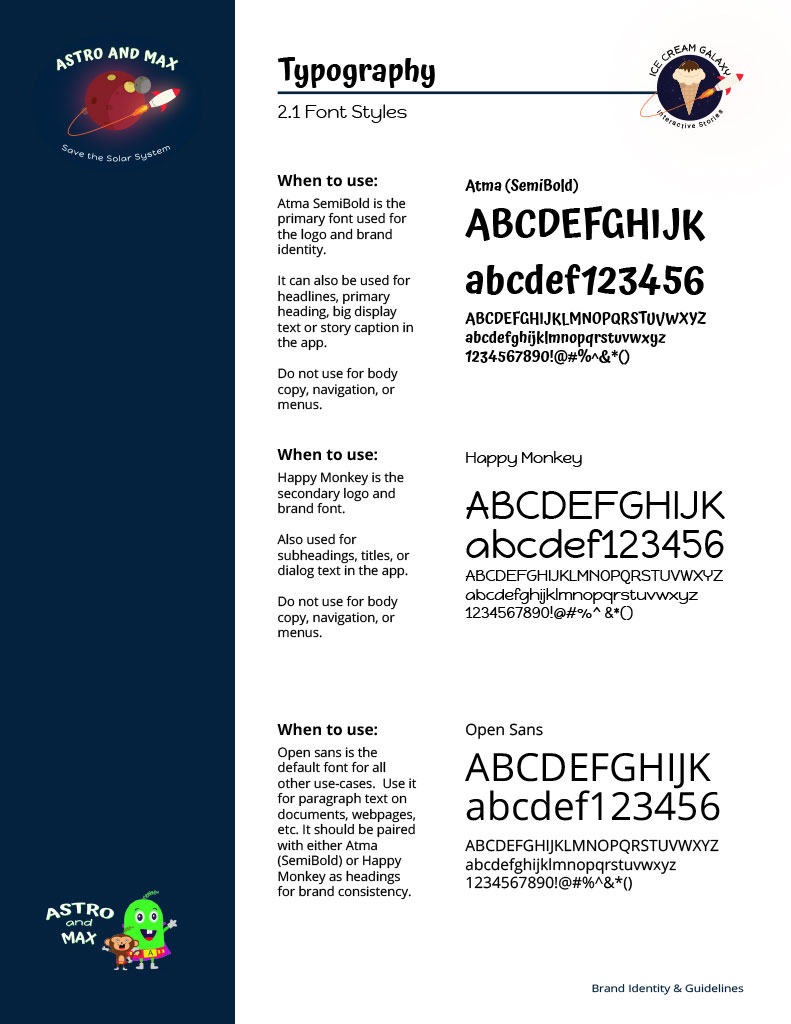 ASTRO AND MAX
Save the Solar System
Typography
2.1 Font Styles
ICE CREAM GALAXY
Interactive Stories
When to use:
Atma SemiBold is the
primary font used for
the logo and brand
identity.
It can also be used for
headlines, primary
heading, big display
text or story caption in
the app.
Do not use for body
copy, navigation, or
menus.
Atma (SemiBold)
ABCDEFGHIJK
abcdef123456
ABCDEFGHIJKLMNOPQRSTUVWXYZ
abcdefghijklmnopqrstuvwxyz
1234567890!@#%^&*()
When to use:
Happy Monkey is the
secondary logo and
brand font.
Also used for
subheadings, titles, or
dialog text in the app.
Do not use for body
copy, navigation, or
menus.
Happy Monkey
ABCDEFGHIJK
abcdef123456
ABCDEFGHIJKLMNOPQRSTUVWXYZ
abcdefghijklmnopqrstuvwxyz
1234567890!@#%^ &*()
When to use:
Open sans is the
default font for all
other use-cases.  Use it
for paragraph text on
documents, webpages,
etc. It should be paired
with either Atma
(SemiBold) or Happy
Monkey as headings
for brand consistency.
Open Sans
ABCDEFGHIJK
abcdef123456
ABCDEFGHIJKLMNOPQRSTUVWXYZ
abcdefghijklmnopqrstuvwxyz
1234567890!@#%^&*()
ASTRO
and
MAX
A
Brand Identity & Guidelines